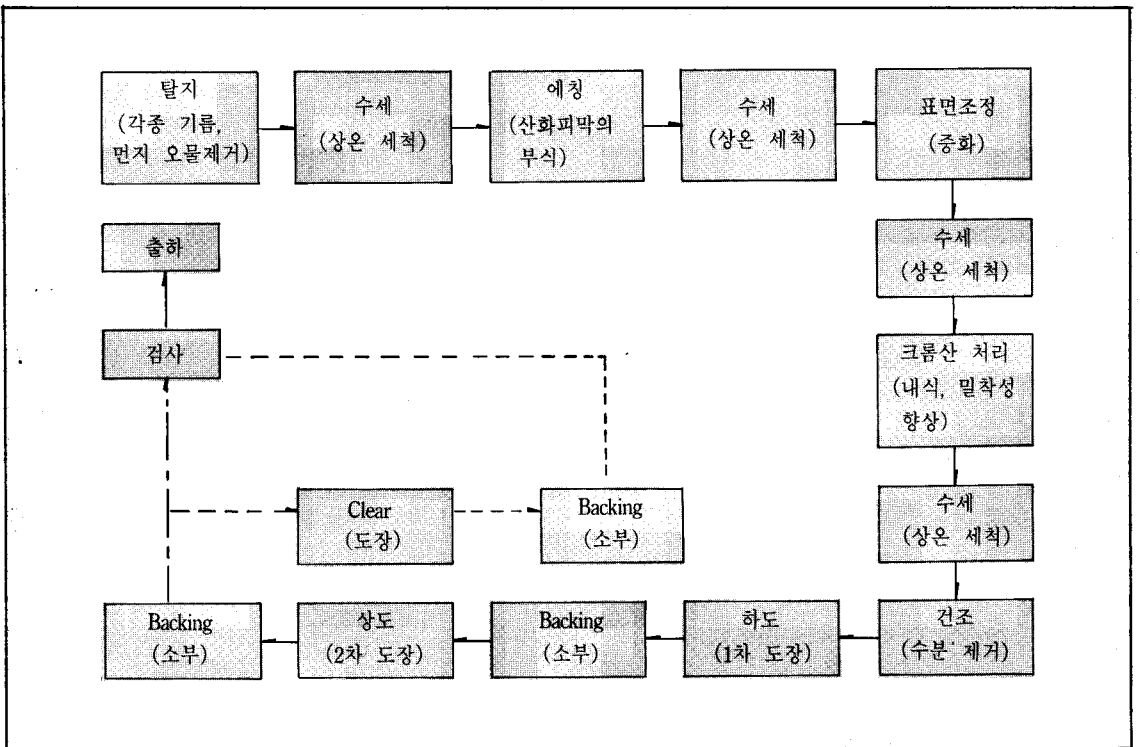 탈지
(각종 기름,
먼지 오물제거)
수세
(상온 세척)
에칭
(산화피막의
부식)
수세
(상온 세척)
표면조정
(중화)
수세
(상온 세척)
크롬산 처리
(내식, 밀착성
향상)
수세
(상온 세척)
건조
(수분 제거)
하도
(1차 도장)
Backing
(소부)
상도
(2차 도장)
Backing
(소부)
Clear
(도장)
Backing
(소부)
검사
출하